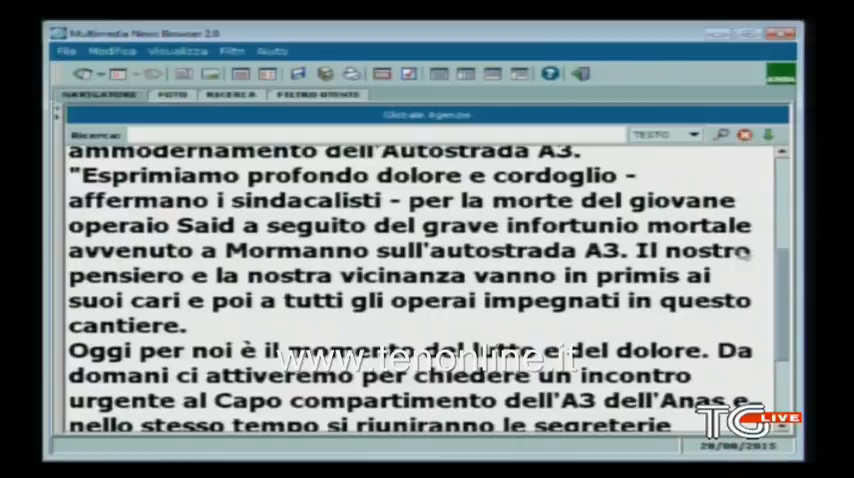 Multimedia News Browser 2.0
File Modifica Visualizza Filtri Aiuto
NAVIGATORE FOTO RICERCA FILTRO UTENTE
Globale Agenzie
Ricerca: TESTO
ammodernamento dell'Autostrada A3.
"Esprimiamo profondo dolore e cordoglio -
affermano i sindacalisti - per la morte del giovane
operaio Said a seguito del grave infortunio mortale
avvenuto a Mormanno sull'autostrada A3. Il nostro
pensiero e la nostra vicinanza vanno in primis ai
suoi cari e poi a tutti gli operai impegnati in questo
cantiere.
Oggi per noi è il momento del lutto e del dolore. Da
www.tenonline.it
domani ci attiveremo per chiedere un incontro
urgente al Capo compartimento dell'A3 dell'Anas e
nello stesso tempo si riuniranno le segreterie
TG LIVE